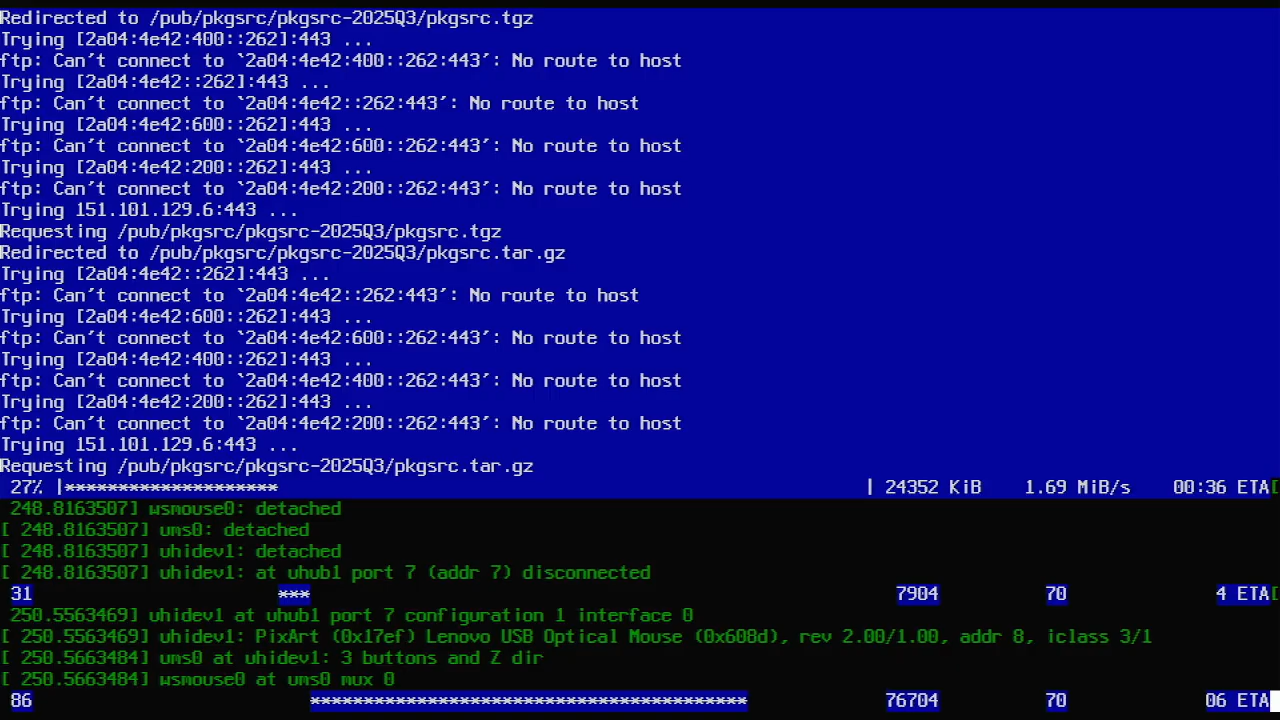 Redirected to /pub/pkgsrc/pkgsrc-2025Q3/pkgsrc.tgz
Trying [2a04:4e42:400::262]:443 ...
ftp: Can't connect to `2a04:4e42:400::262:443': No route to host
Trying [2a04:4e42::262]:443 ...
ftp: Can't connect to `2a04:4e42::262:443': No route to host
Trying [2a04:4e42:600::262]:443 ...
ftp: Can't connect to `2a04:4e42:600::262:443': No route to host
Trying [2a04:4e42:200::262]:443 ...
ftp: Can't connect to `2a04:4e42:200::262:443': No route to host
Trying 151.101.129.6:443 ...
Requesting /pub/pkgsrc/pkgsrc-2025Q3/pkgsrc.tgz
Redirected to /pub/pkgsrc/pkgsrc-2025Q3/pkgsrc.tar.gz
Trying [2a04:4e42::262]:443 ...
ftp: Can't connect to `2a04:4e42::262:443': No route to host
Trying [2a04:4e42:600::262]:443 ...
ftp: Can't connect to `2a04:4e42:600::262:443': No route to host
Trying [2a04:4e42:400::262]:443 ...
ftp: Can't connect to `2a04:4e42:400::262:443': No route to host
Trying [2a04:4e42:200::262]:443 ...
ftp: Can't connect to `2a04:4e42:200::262:443': No route to host
Trying 151.101.129.6:443 ...
Requesting /pub/pkgsrc/pkgsrc-2025Q3/pkgsrc.tar.gz
27% |******************** | 24352 KiB 1.69 MiB/s 00:36 ETA[
248.8163507] wsmouse0: detached
[ 248.8163507] ums0: detached
[ 248.8163507] uhidev1: detached
[ 248.8163507] uhidev1: at uhub1 port 7 (addr 7) disconnected
31 *** 7904 70 4 ETA[
250.5563469] uhidev1 at uhub1 port 7 configuration 1 interface 0
[ 250.5563469] uhidev1: PixArt (0x17ef) Lenovo USB Optical Mouse (0x608d), rev 2.00/1.00, addr 8, iclass 3/1
[ 250.5663484] ums0 at uhidev1: 3 buttons and Z dir
[ 250.5663484] wsmouse0 at ums0 mux 0
86 ***************************************** 76704 70 06 ETA